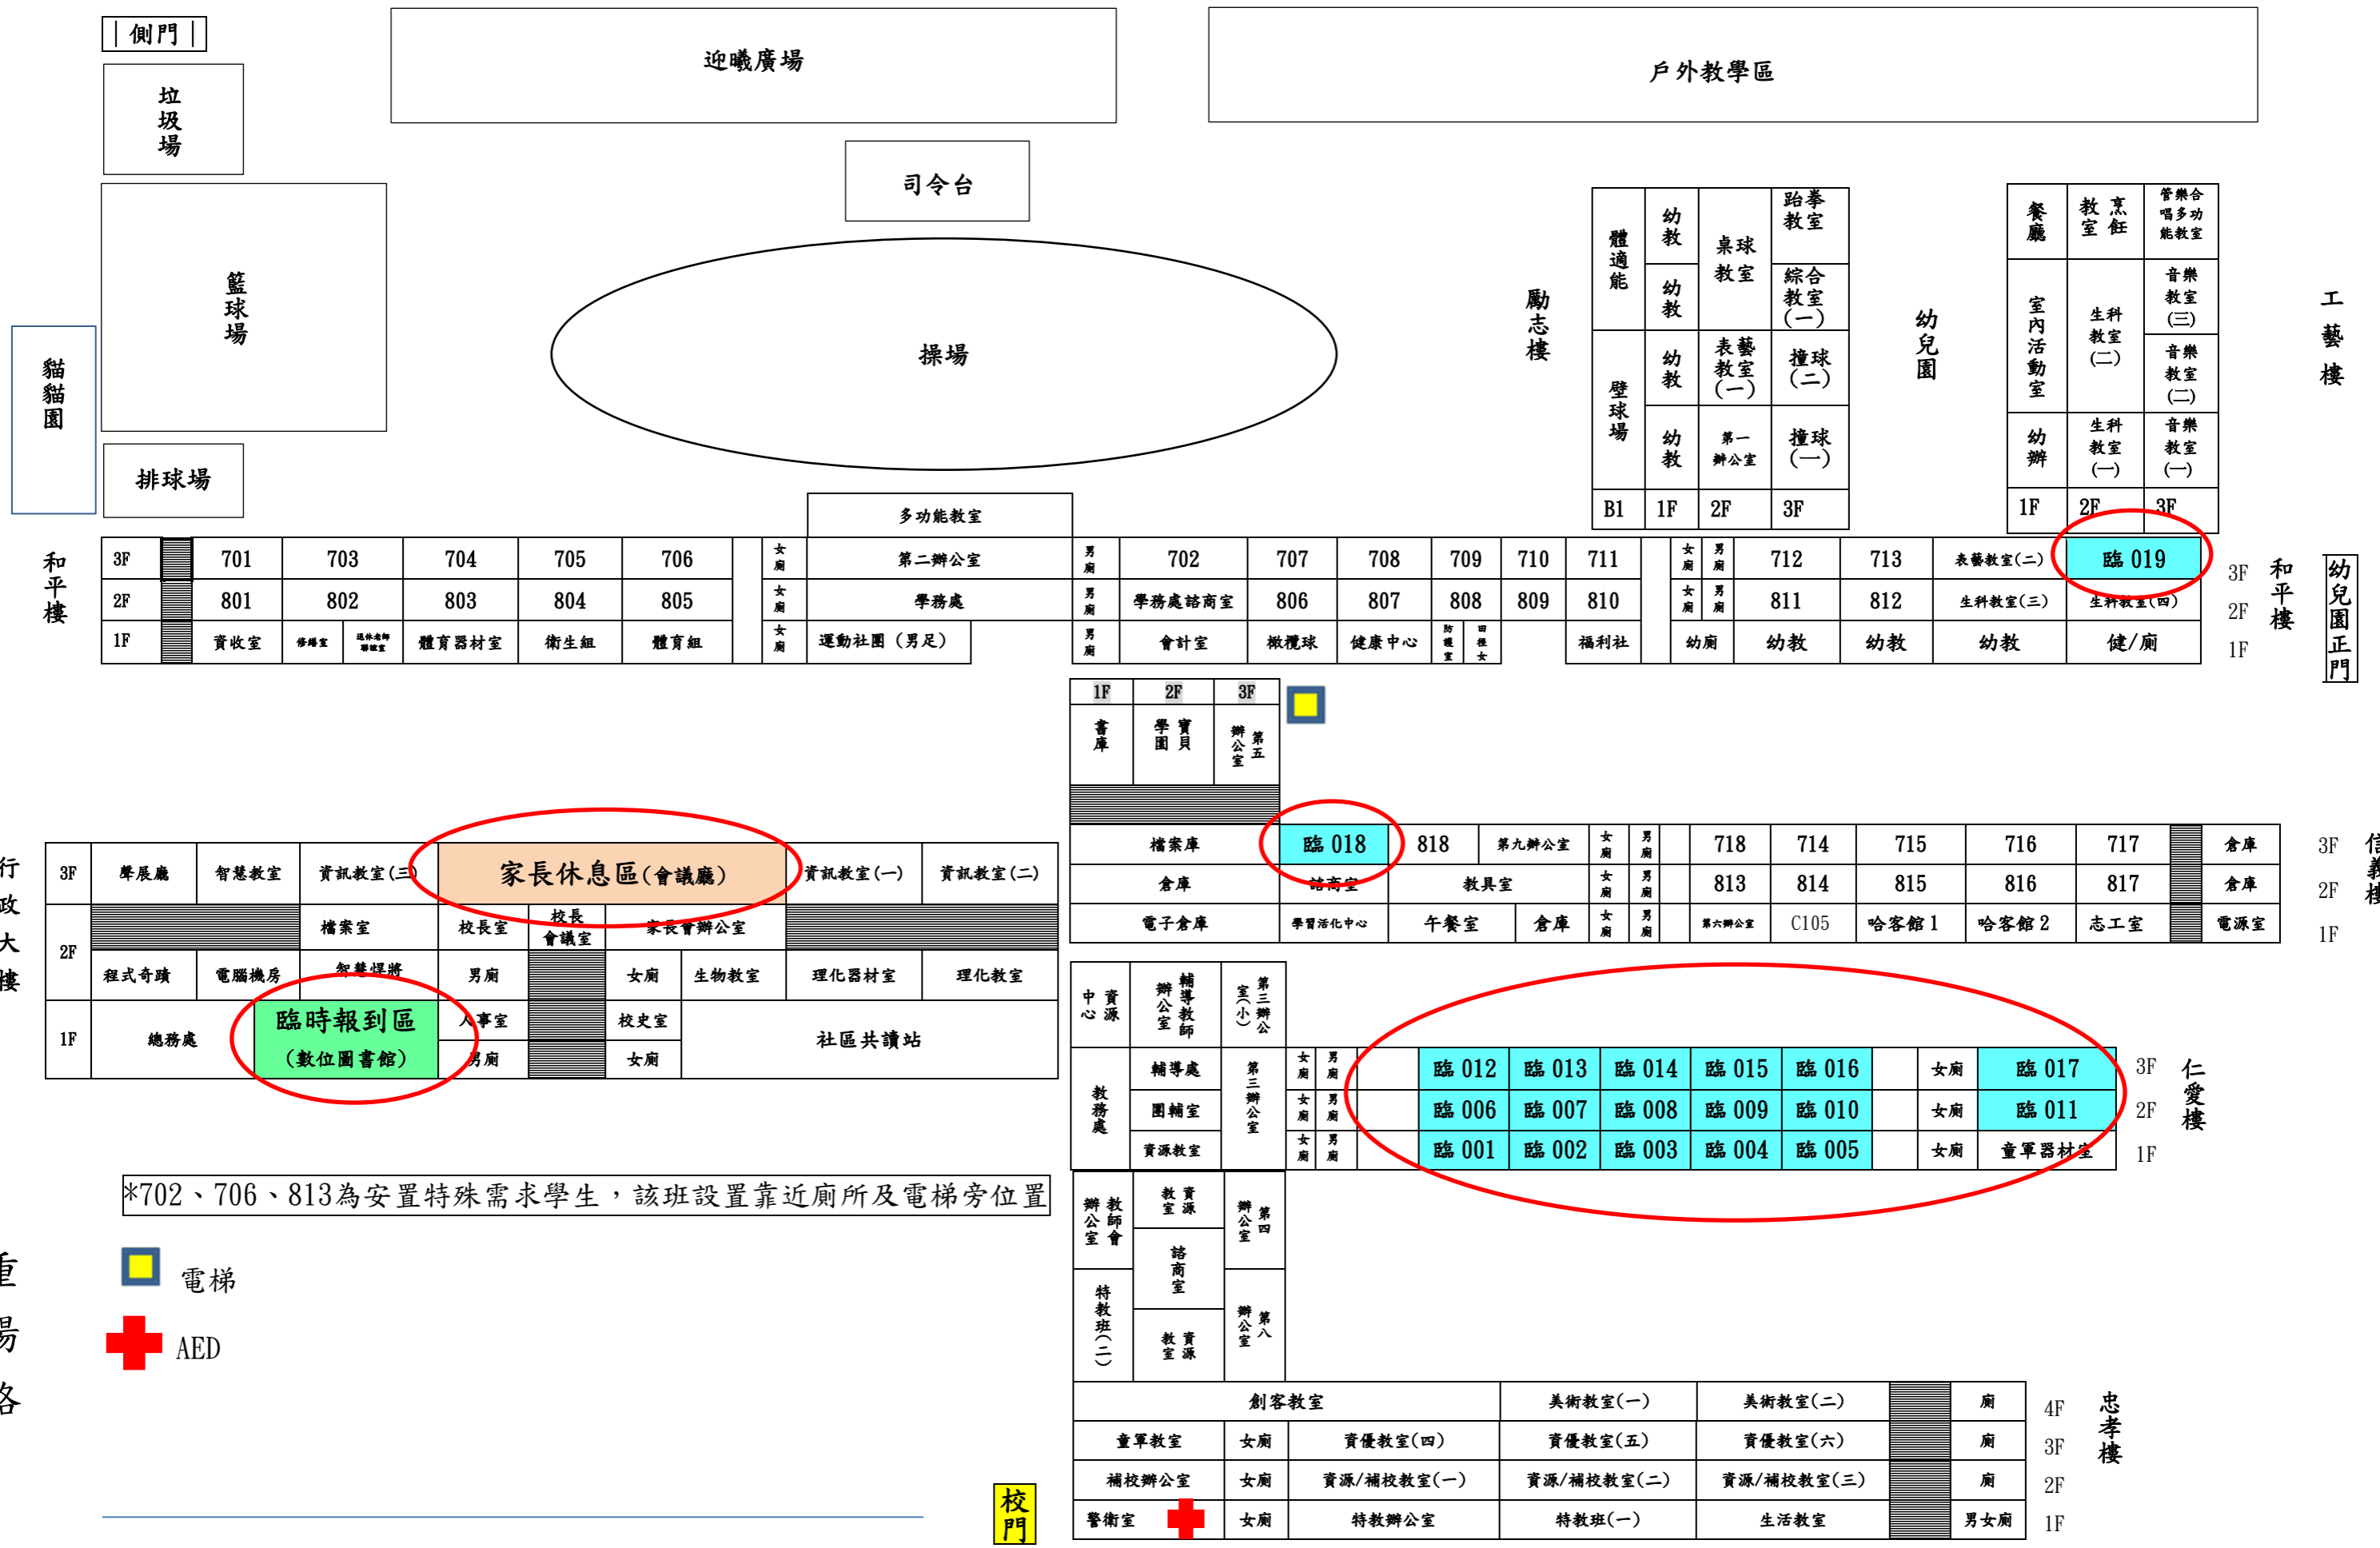 側門
迎曦廣場
戶外教學區
垃圾場
司令台
籃球場
操場
貓貓園
排球場
勵志樓
體適能 幼教 桌球教室 跆拳教室
幼教 綜合教室(一)
壁球場 幼教 表藝教室(一) 撞球(二)
幼教 第一辦公室 撞球(一)
B1 1F 2F 3F
幼兒園
餐廳 烹飪教室 管樂合唱多功能教室
室內活動室 生科教室(二) 音樂教室(三)
音樂教室(二)
幼辦 生科教室(一) 音樂教室(一)
1F 2F 3F
工藝樓
多功能教室
和平樓
3F 701 703 704 705 706 女廁 第二辦公室 男廁 702 707 708 709 710 711 女廁 男廁 712 713 表藝教室(二) 臨 019 3F
2F 801 802 803 804 805 女廁 學務處 男廁 學務處諮商室 806 807 808 809 810 女廁 男廁 811 812 生科教室(三) 生科教室(四) 2F
1F 資收室 修繕室 退休老師聯誼室 體育器材室 衛生組 體育組 女廁 運動社團（男足） 男廁 會計室 橄欖球 健康中心 防護室 田徑女 福利社 幼廁 幼教 幼教 幼教 健/廁 1F
和平樓
幼兒園正門
1F 2F 3F
書庫 寶貝學園 第五辦公室
檔案庫 臨 018 818 第九辦公室 女廁 男廁 718 714 715 716 717 倉庫 3F
倉庫 諮商室 教具室 女廁 男廁 813 814 815 816 817 倉庫 2F
電子倉庫 學習活化中心 午餐室 倉庫 女廁 男廁 第六辦公室 C105 哈客館 1 哈客館 2 志工室 電源室 1F
信義樓
行政大樓
3F 聲展廳 智慧教室 資訊教室(三) 家長休息區(會議廳) 資訊教室(一) 資訊教室(二)
2F 檔案室 校長室 校長會議室 家長會辦公室
程式奇蹟 電腦機房 智慧悍將 男廁 女廁 生物教室 理化器材室 理化教室
1F 總務處 臨時報到區 人事室 校史室 社區共讀站
(數位圖書館) 男廁 女廁
資源中心 輔導教師辦公室 第三辦公室(小)
教務處 輔導處 第三辦公室 女廁 男廁 臨 012 臨 013 臨 014 臨 015 臨 016 女廁 臨 017 3F
團輔室 女廁 男廁 臨 006 臨 007 臨 008 臨 009 臨 010 女廁 臨 011 2F
資源教室 女廁 男廁 臨 001 臨 002 臨 003 臨 004 臨 005 女廁 童軍器材室 1F
仁愛樓
*702、706、813為安置特殊需求學生，該班設置靠近廁所及電梯旁位置
電梯
AED
教師會辦公室 資源教室 第四辦公室
諮商室
特教班(二) 資源教室 第八辦公室
創客教室 美術教室(一) 美術教室(二) 廁 4F
童軍教室 女廁 資優教室(四) 資優教室(五) 資優教室(六) 廁 3F
補校辦公室 女廁 資源/補校教室(一) 資源/補校教室(二) 資源/補校教室(三) 廁 2F
警衛室 女廁 特教辦公室 特教班(一) 生活教室 男女廁 1F
忠孝樓
校門